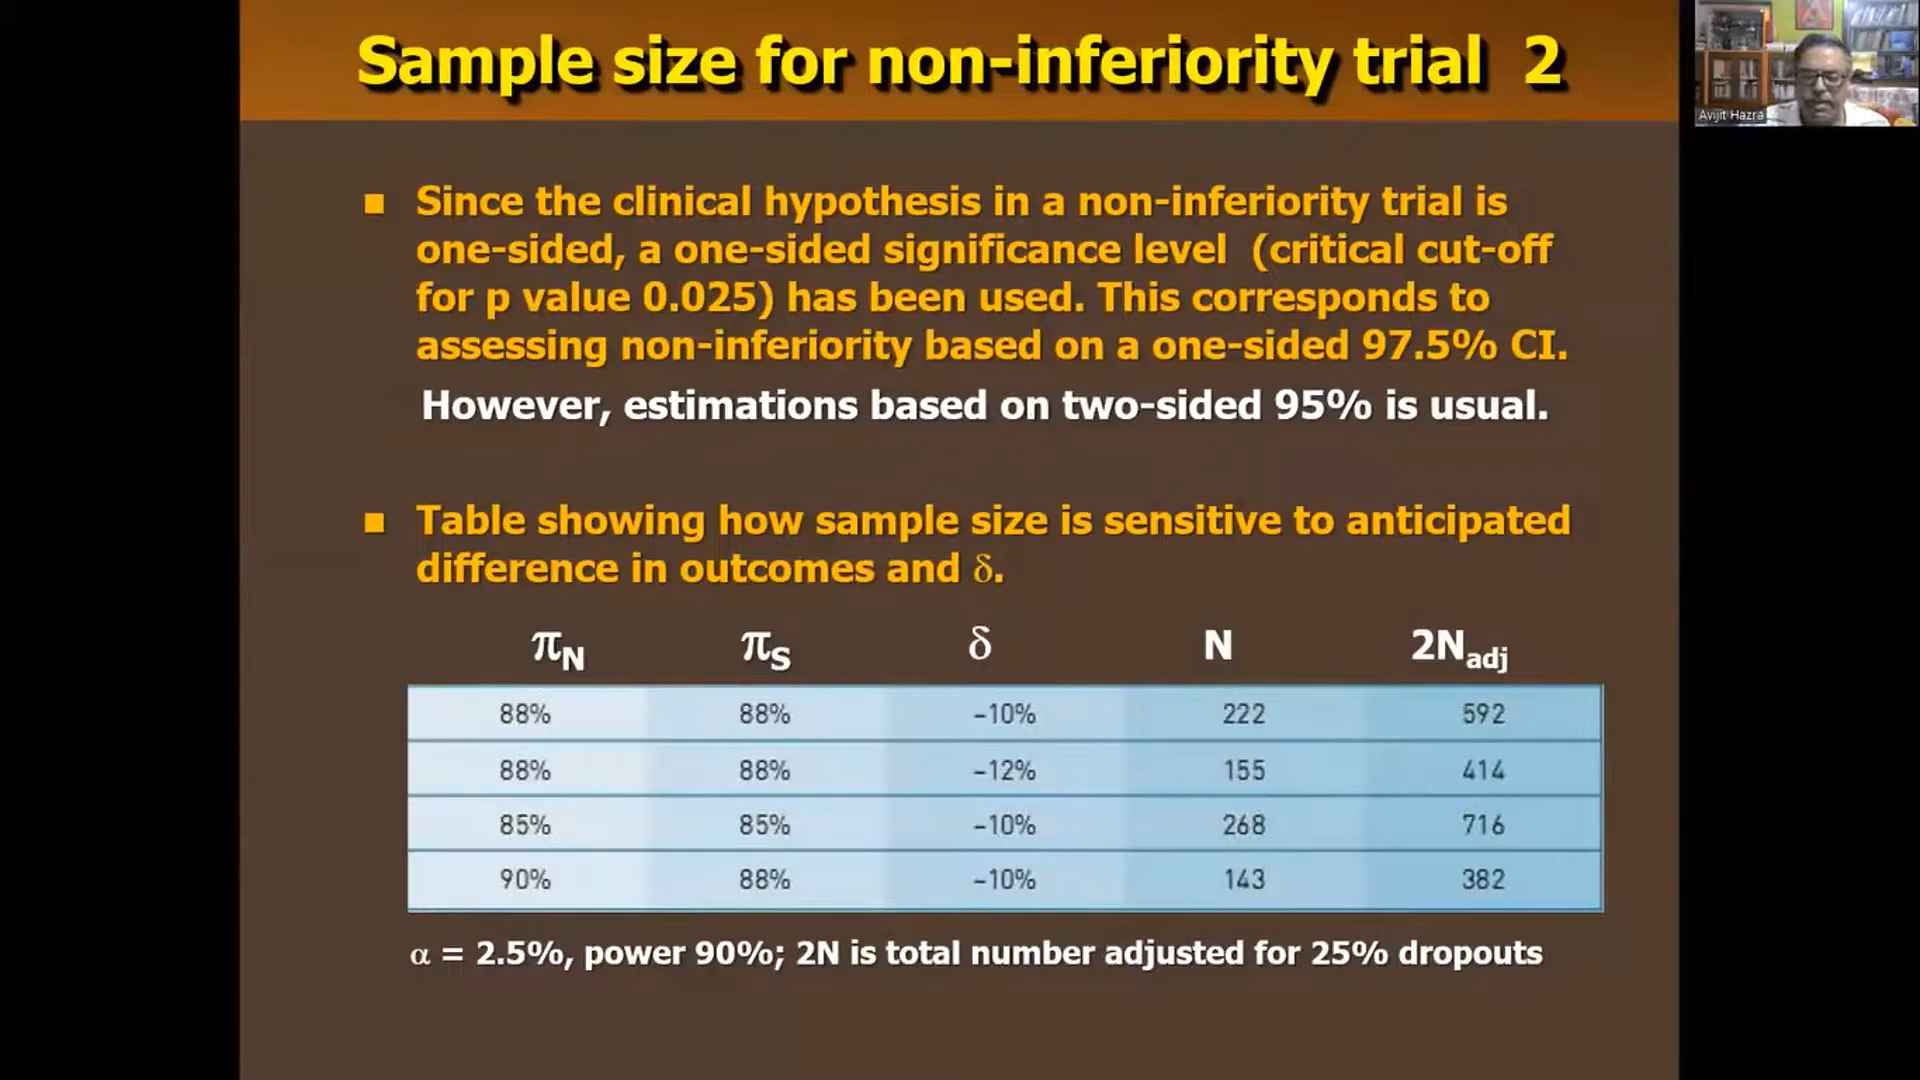 Sample size for non-inferiority trial 2
Avijit Hazra
Since the clinical hypothesis in a non-inferiority trial is
one-sided, a one-sided significance level (critical cut-off
for p value 0.025) has been used. This corresponds to
assessing non-inferiority based on a one-sided 97.5% CI.
However, estimations based on two-sided 95% is usual.
Table showing how sample size is sensitive to anticipated
difference in outcomes and δ.
πN πS δ N 2Nadj
88% 88% –10% 222 592
88% 88% –12% 155 414
85% 85% –10% 268 716
90% 88% –10% 143 382
α = 2.5%, power 90%; 2N is total number adjusted for 25% dropouts